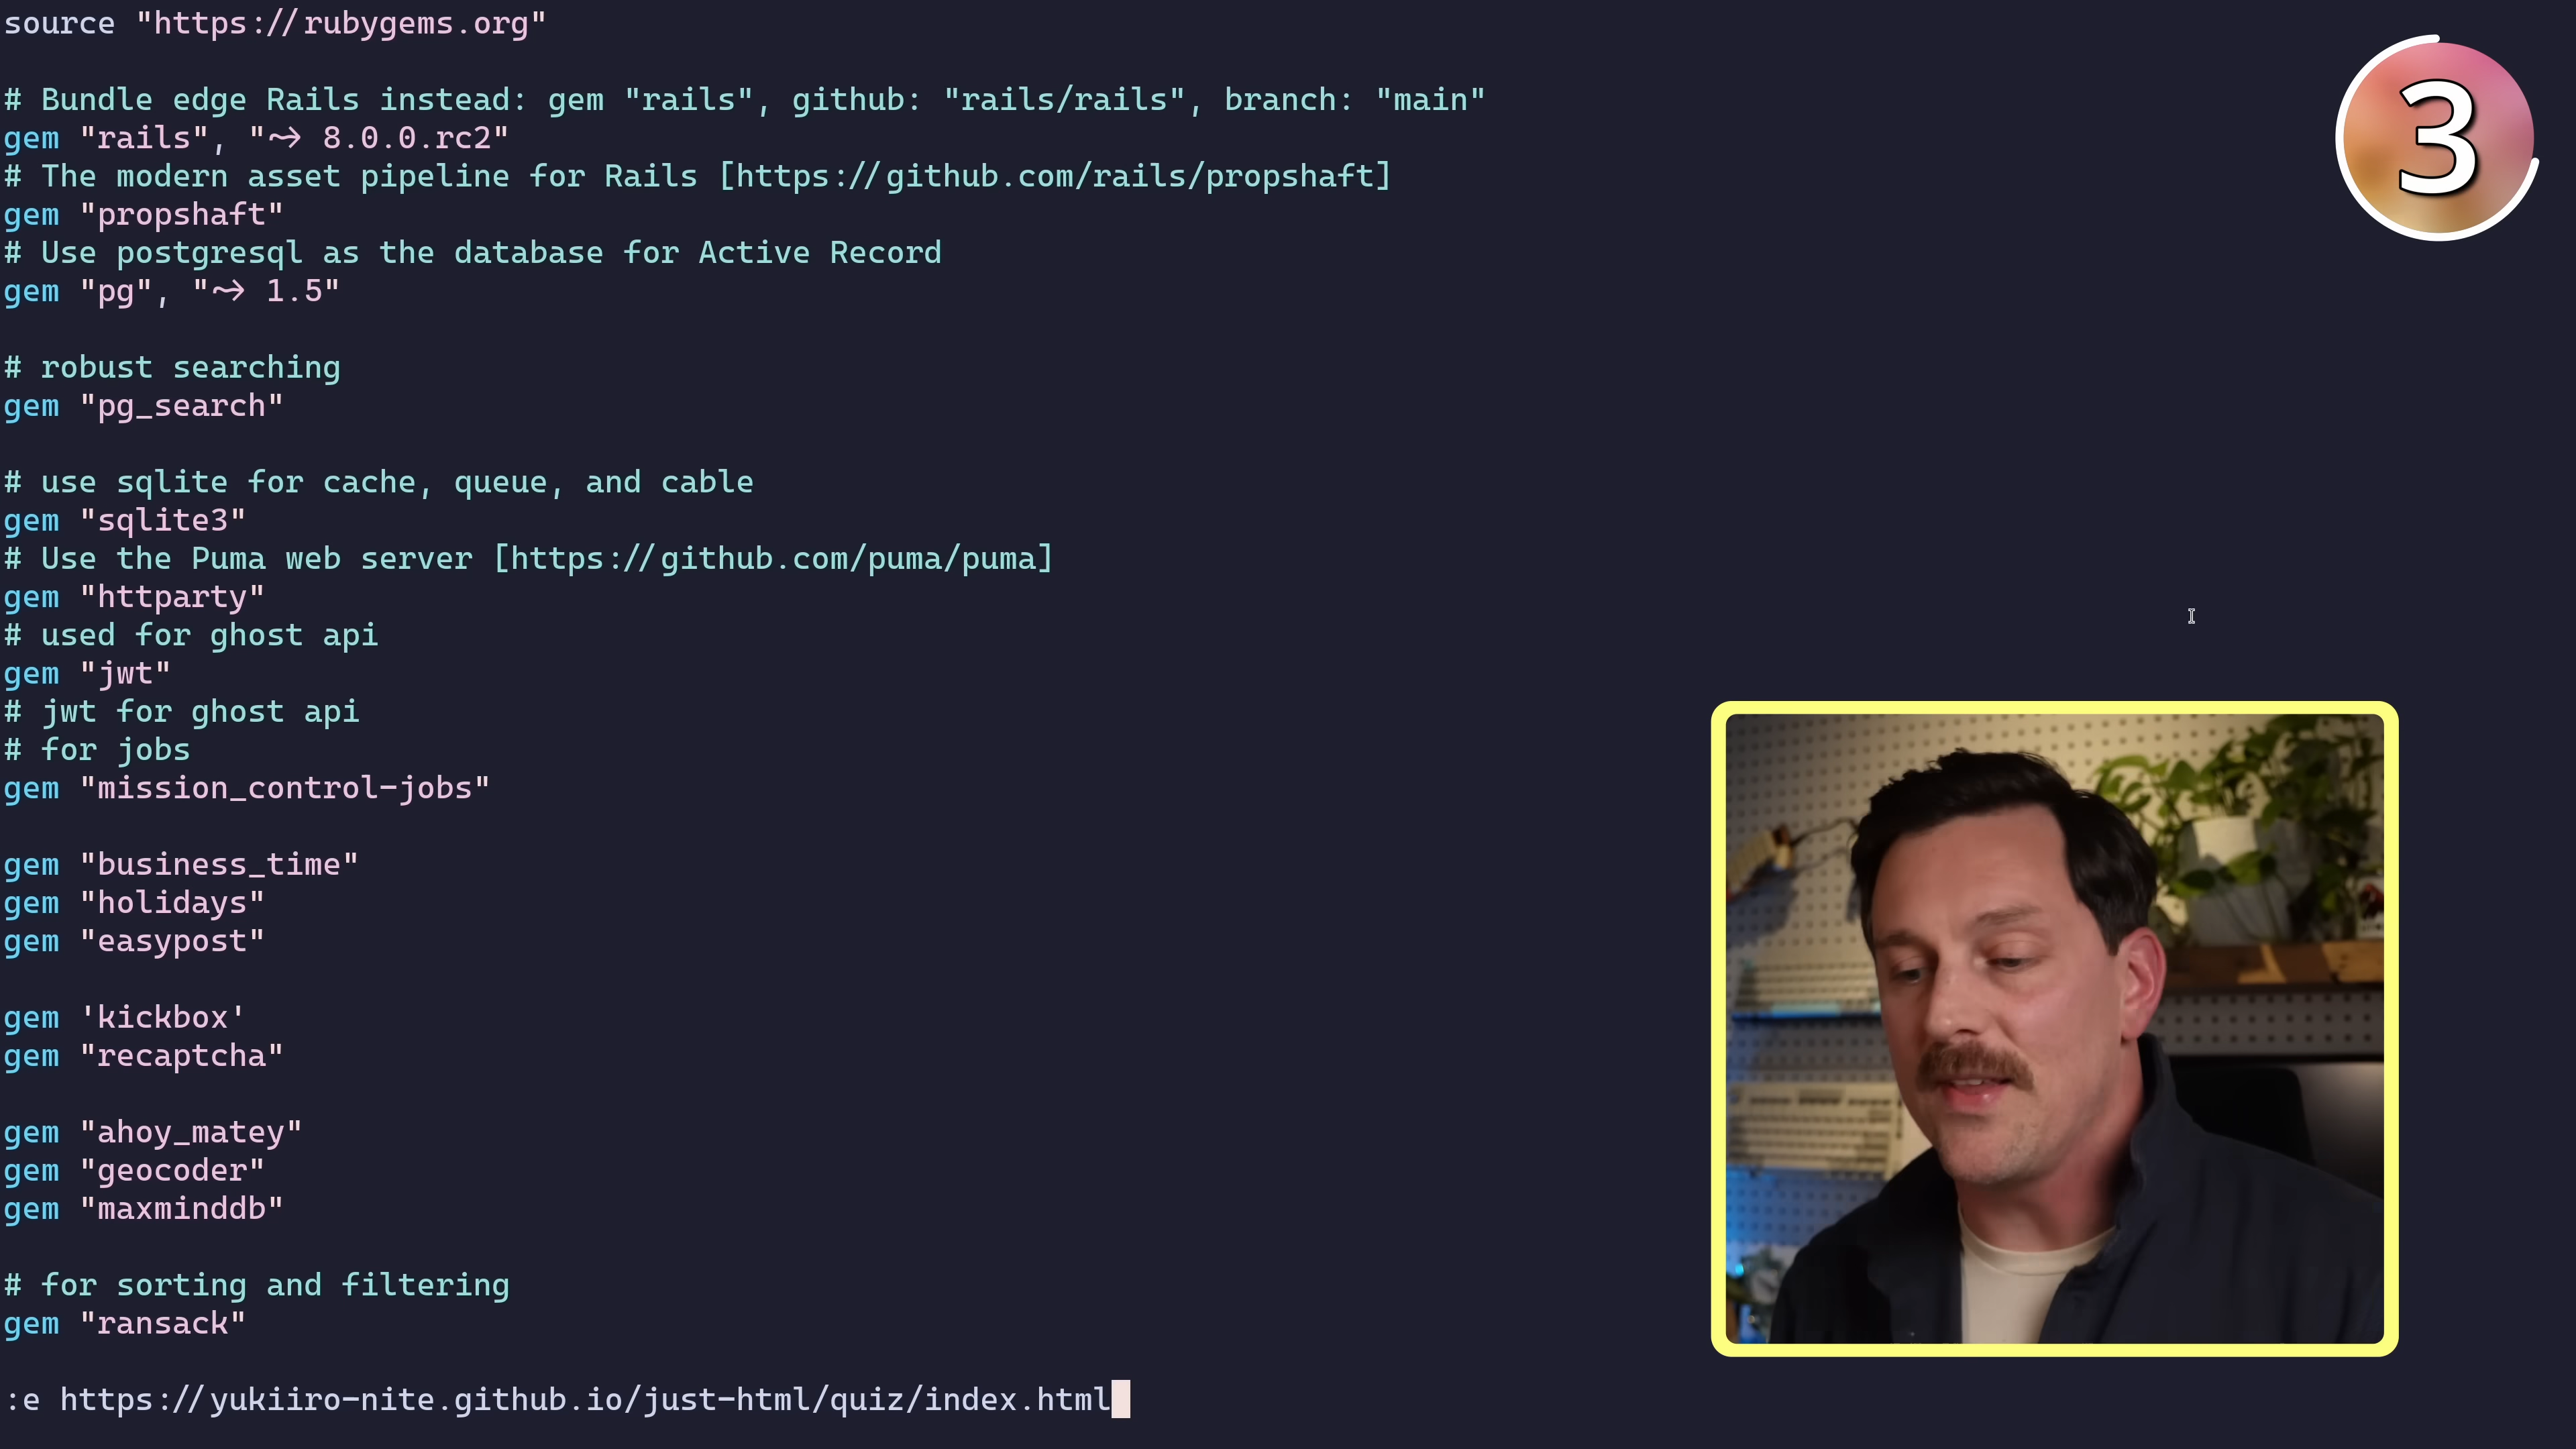 source "https://rubygems.org"
# Bundle edge Rails instead: gem "rails", github: "rails/rails", branch: "main"
gem "rails", "~> 8.0.0.rc2"
# The modern asset pipeline for Rails [https://github.com/rails/propshaft]
gem "propshaft"
# Use postgresql as the database for Active Record
gem "pg", "~> 1.5"
# robust searching
gem "pg_search"
# use sqlite for cache, queue, and cable
gem "sqlite3"
# Use the Puma web server [https://github.com/puma/puma]
gem "httparty"
# used for ghost api
gem "jwt"
# jwt for ghost api
# for jobs
gem "mission_control-jobs"
gem "business_time"
gem "holidays"
gem "easypost"
gem 'kickbox'
gem "recaptcha"
gem "ahoy_matey"
gem "geocoder"
gem "maxminddb"
# for sorting and filtering
gem "ransack"
:e https://yukiiro-nite.github.io/just-html/quiz/index.html
3